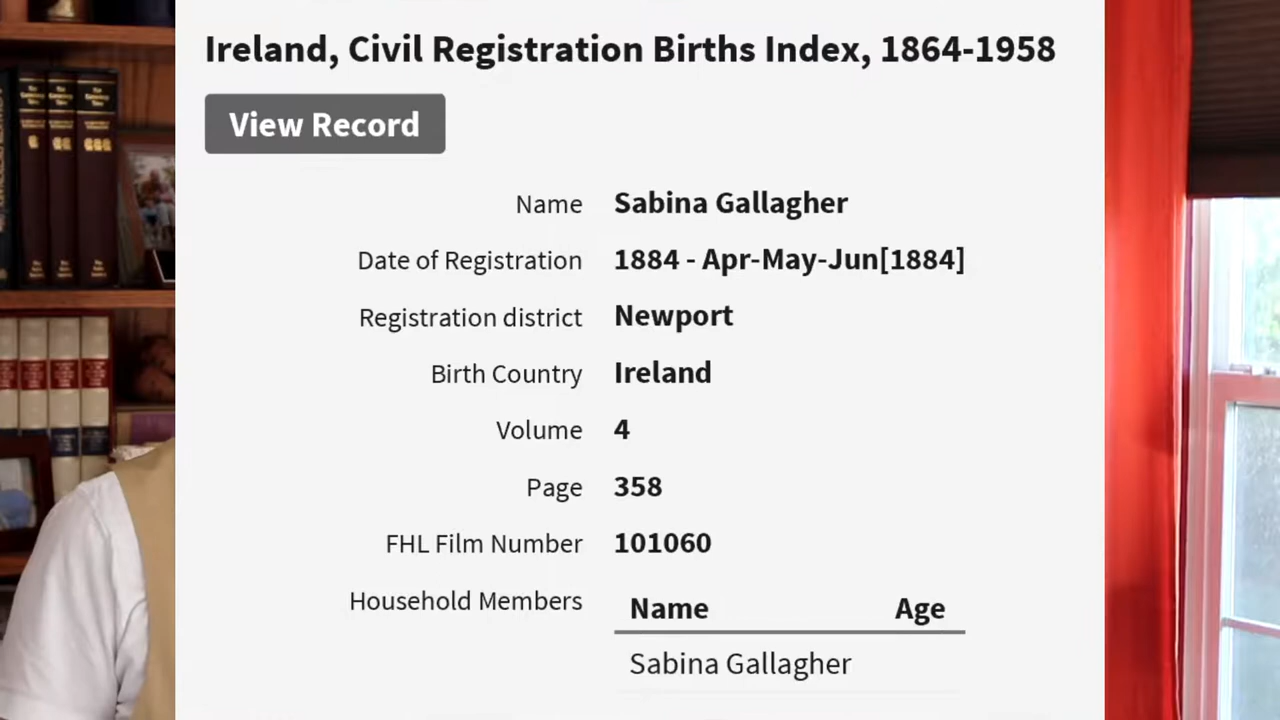 Ireland, Civil Registration Births Index, 1864-1958
View Record
Name Sabina Gallagher
Date of Registration 1884 - Apr-May-Jun[1884]
Registration district Newport
Birth Country Ireland
Volume 4
Page 358
FHL Film Number 101060
Household Members Name Age
Sabina Gallagher